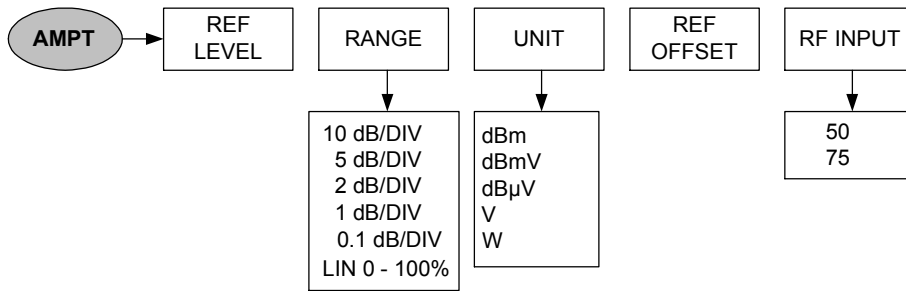 AMPT
REF
LEVEL
RANGE
UNIT
REF
OFFSET
RF INPUT
10 dB/DIV
5 dB/DIV
2 dB/DIV
1 dB/DIV
0.1 dB/DIV
LIN 0 - 100%
dBm
dBmV
dBµV
V
W
50
75